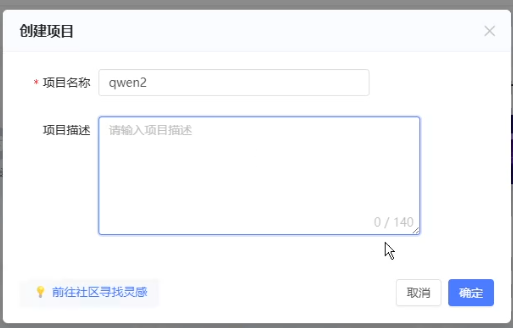 创建项目
* 项目名称 qwen2
项目描述 请输入项目描述
0 / 140
前往社区寻找灵感
取消 确定